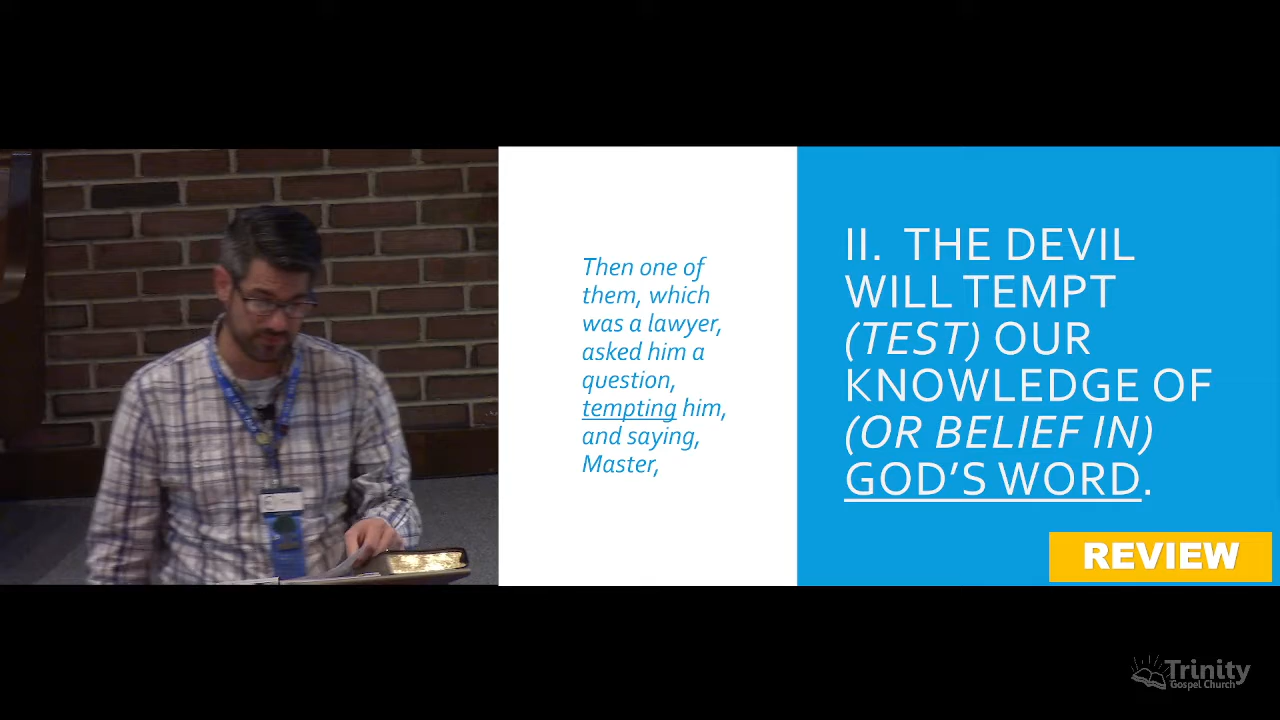 Then one of
them, which
was a lawyer,
asked him a
question,
tempting him,
and saying,
Master,
II. THE DEVIL
WILL TEMPT
(TEST) OUR
KNOWLEDGE OF
(OR BELIEF IN)
GOD'S WORD.
REVIEW
Trinity
Gospel Church